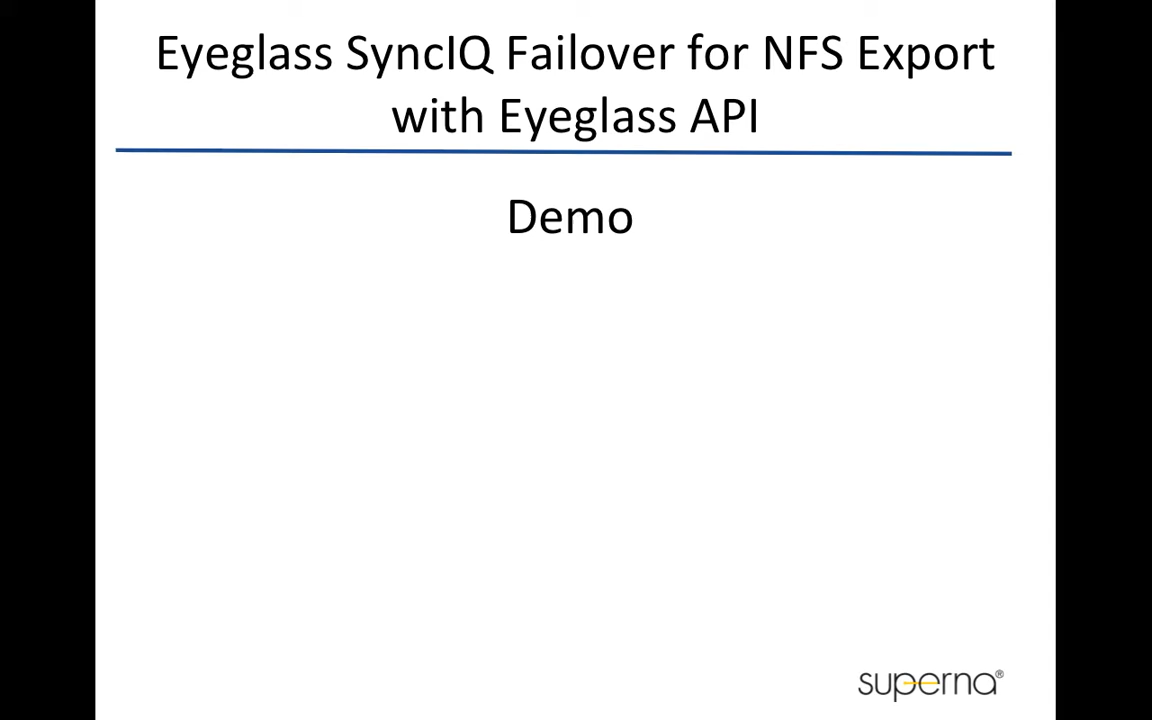 Eyeglass SyncIQ Failover for NFS Export
with Eyeglass API
Demo
superna®